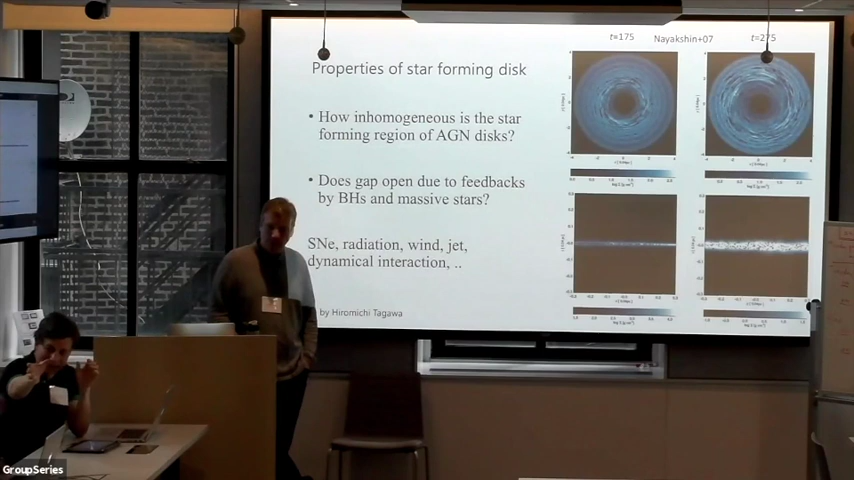 t=175
Nayakshin+07
t=275
Properties of star forming disk
• How inhomogeneous is the star
forming region of AGN disks?
• Does gap open due to feedbacks
by BHs and massive stars?
SNe, radiation, wind, jet,
dynamical interaction, ..
by Hiromichi Tagawa
GroupSeries